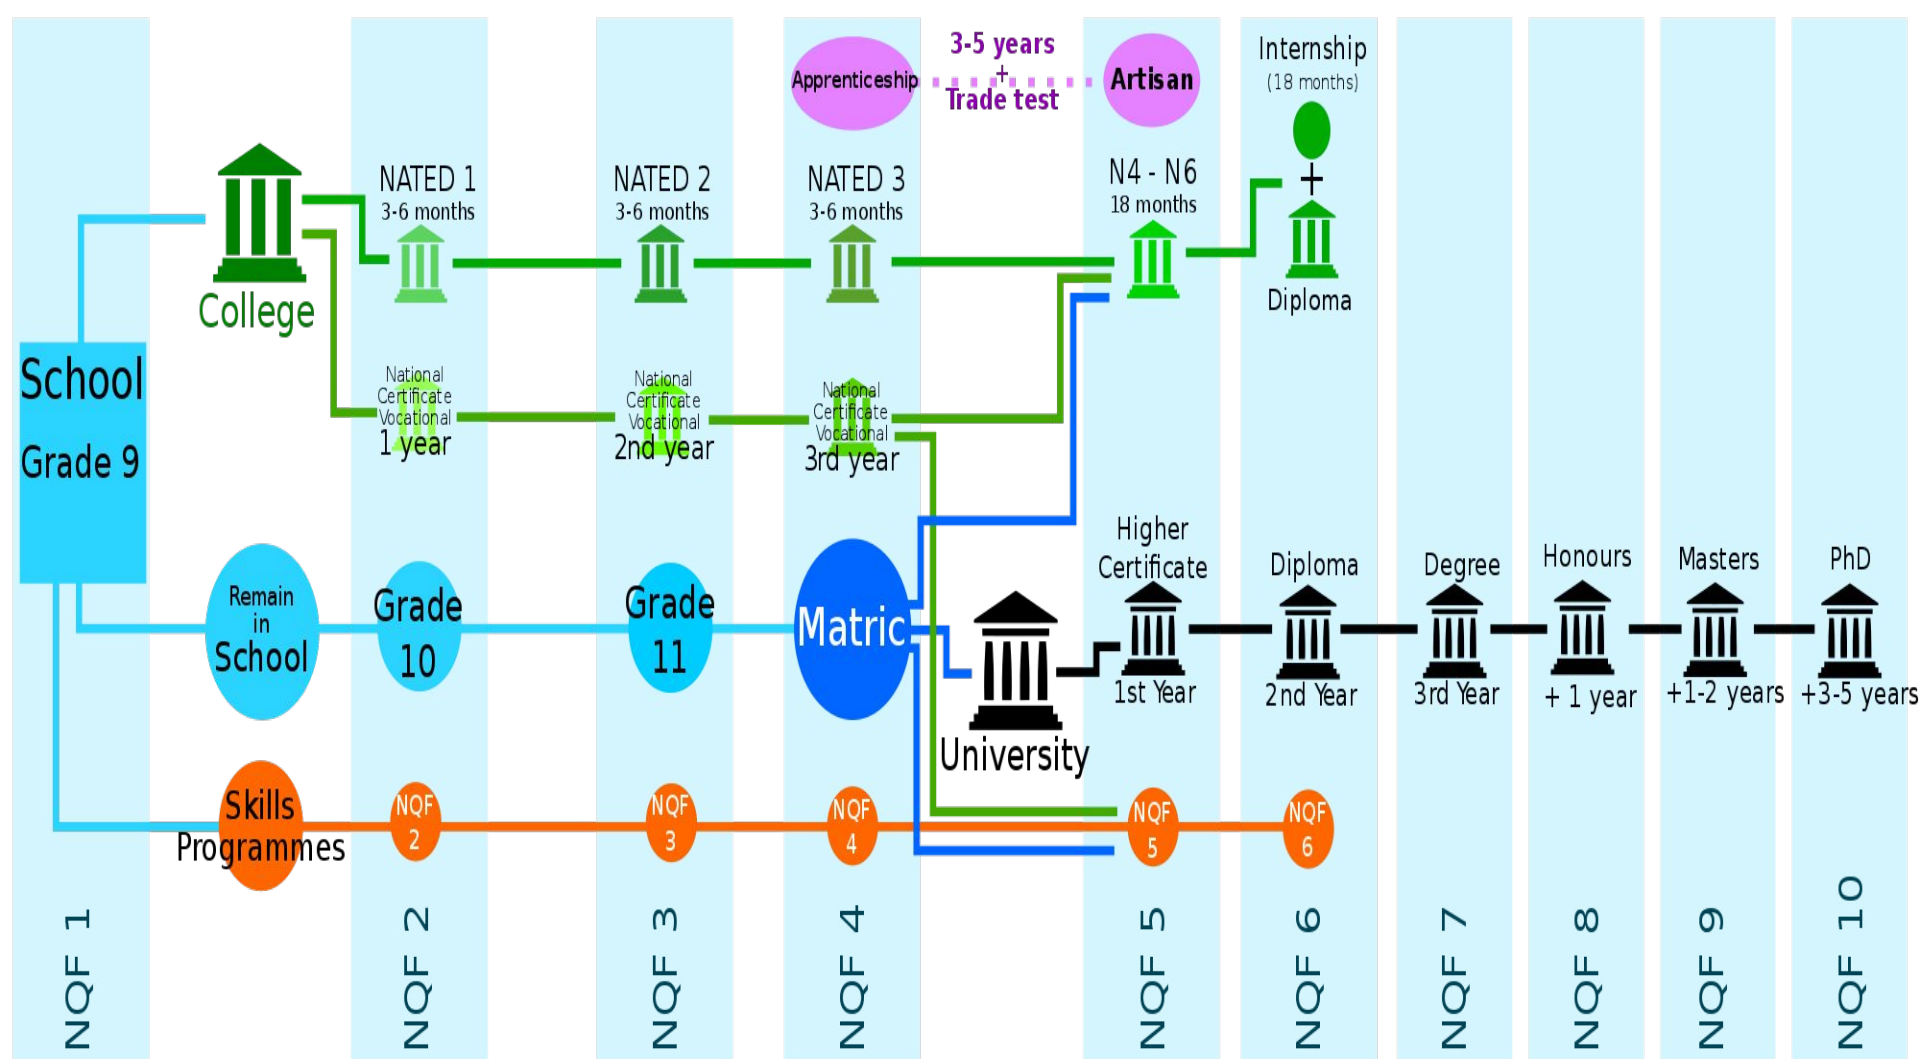 3-5 years
+
Trade test
Apprenticeship
Artisan
Internship
(18 months)
+
Diploma
College
NATED 1
3-6 months
NATED 2
3-6 months
NATED 3
3-6 months
N4 - N6
18 months
School
Grade 9
National
Certificate
Vocational
1 year
National
Certificate
Vocational
2nd year
National
Certificate
Vocational
3rd year
Remain
in
School
Grade
10
Grade
11
Matric
University
Higher
Certificate
1st Year
Diploma
2nd Year
Degree
3rd Year
Honours
+ 1 year
Masters
+1-2 years
PhD
+3-5 years
Skills
Programmes
NQF
2
NQF
3
NQF
4
NQF
5
NQF
6
NQF 1
NQF 2
NQF 3
NQF 4
NQF 5
NQF 6
NQF 7
NQF 8
NQF 9
NQF 10